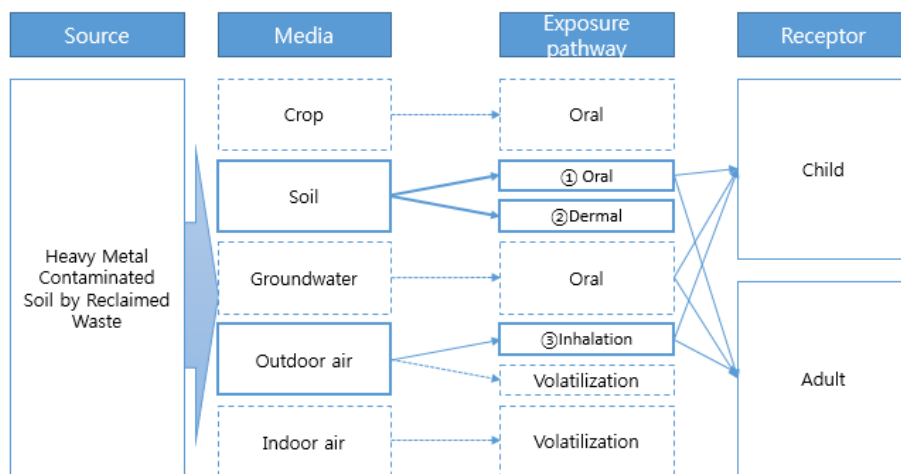 Source
Media
Exposure
pathway
Receptor
Heavy Metal
Contaminated
Soil by Reclaimed
Waste
Crop
Soil
Groundwater
Outdoor air
Indoor air
Oral
① Oral
②Dermal
Oral
③Inhalation
Volatilization
Volatilization
Child
Adult